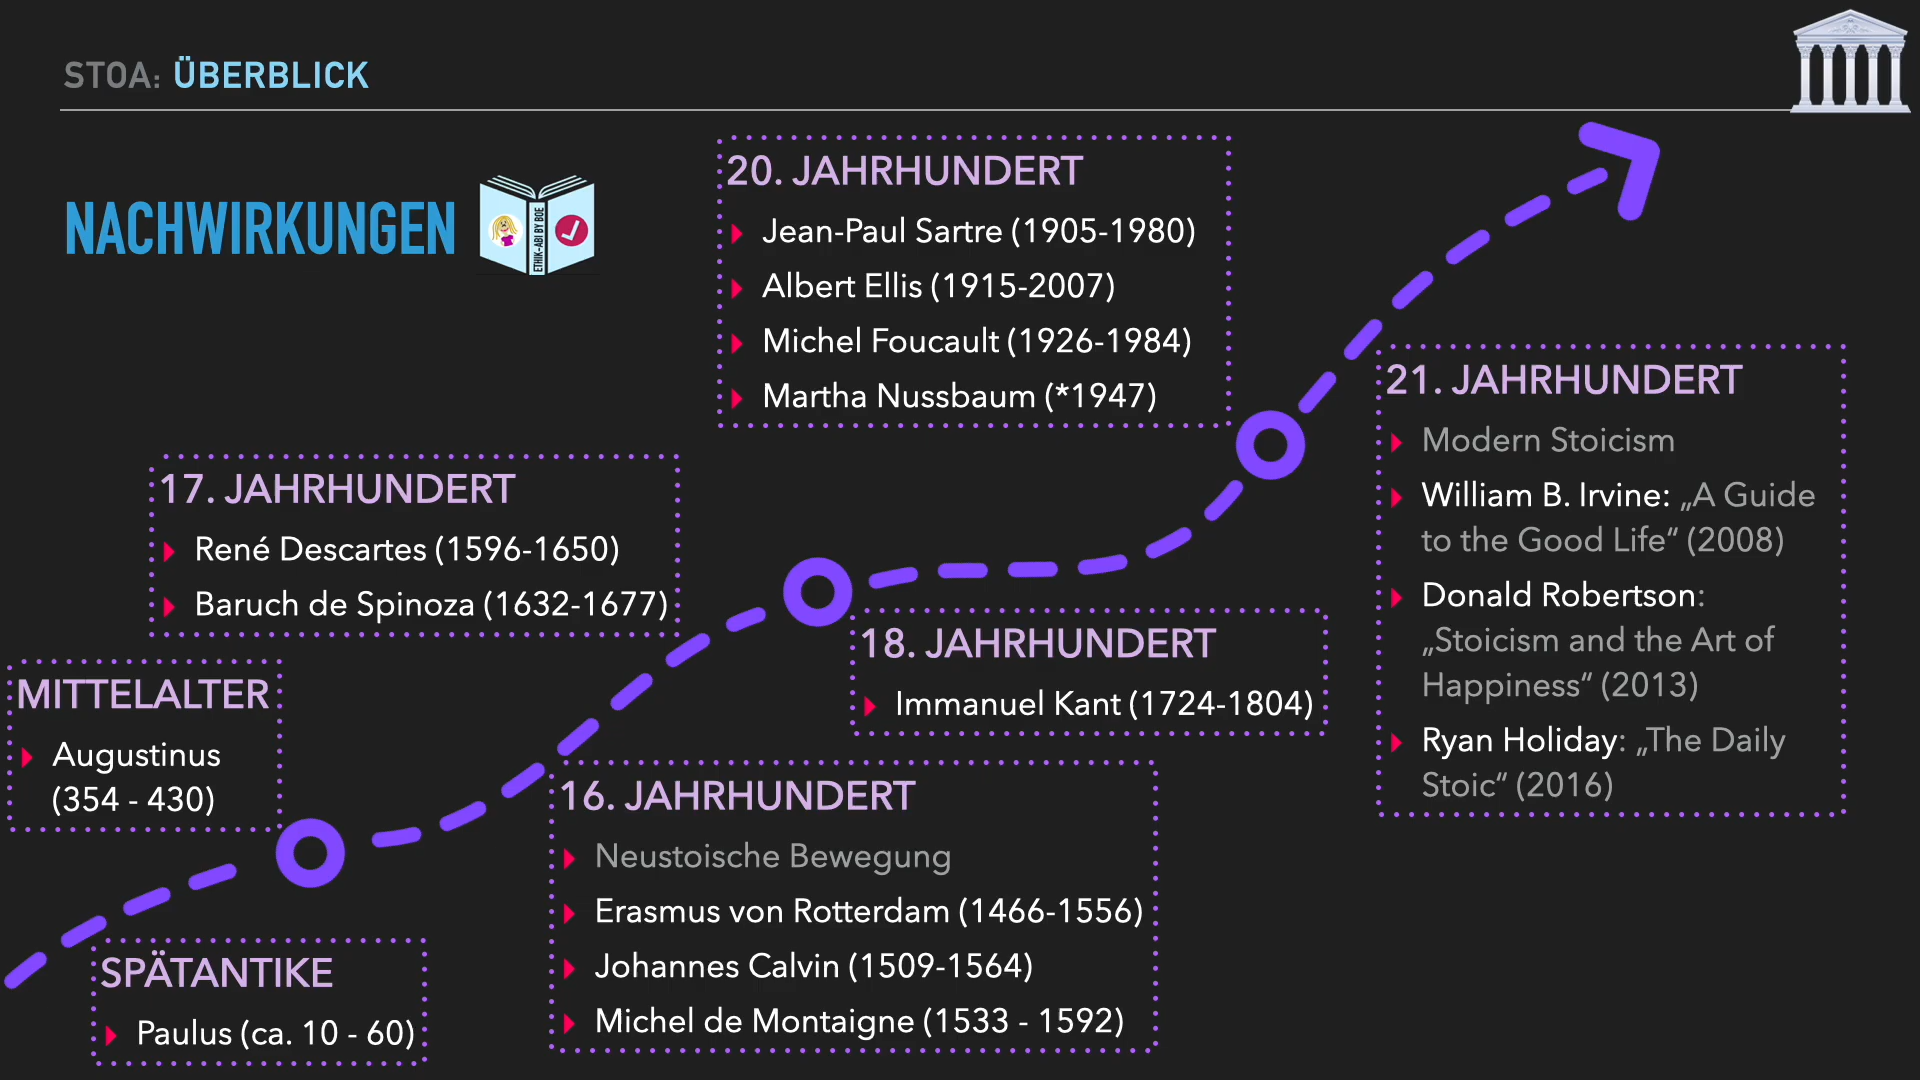 STOA: ÜBERBLICK
NACHWIRKUNGEN
ETHIK-ABI BY BOE
SPÄTANTIKE
Paulus (ca. 10 - 60)
MITTELALTER
Augustinus
(354 - 430)
16. JAHRHUNDERT
Neustoische Bewegung
Erasmus von Rotterdam (1466-1556)
Johannes Calvin (1509-1564)
Michel de Montaigne (1533 - 1592)
17. JAHRHUNDERT
René Descartes (1596-1650)
Baruch de Spinoza (1632-1677)
18. JAHRHUNDERT
Immanuel Kant (1724-1804)
20. JAHRHUNDERT
Jean-Paul Sartre (1905-1980)
Albert Ellis (1915-2007)
Michel Foucault (1926-1984)
Martha Nussbaum (*1947)
21. JAHRHUNDERT
Modern Stoicism
William B. Irvine: „A Guide
to the Good Life“ (2008)
Donald Robertson:
„Stoicism and the Art of
Happiness“ (2013)
Ryan Holiday: „The Daily
Stoic“ (2016)